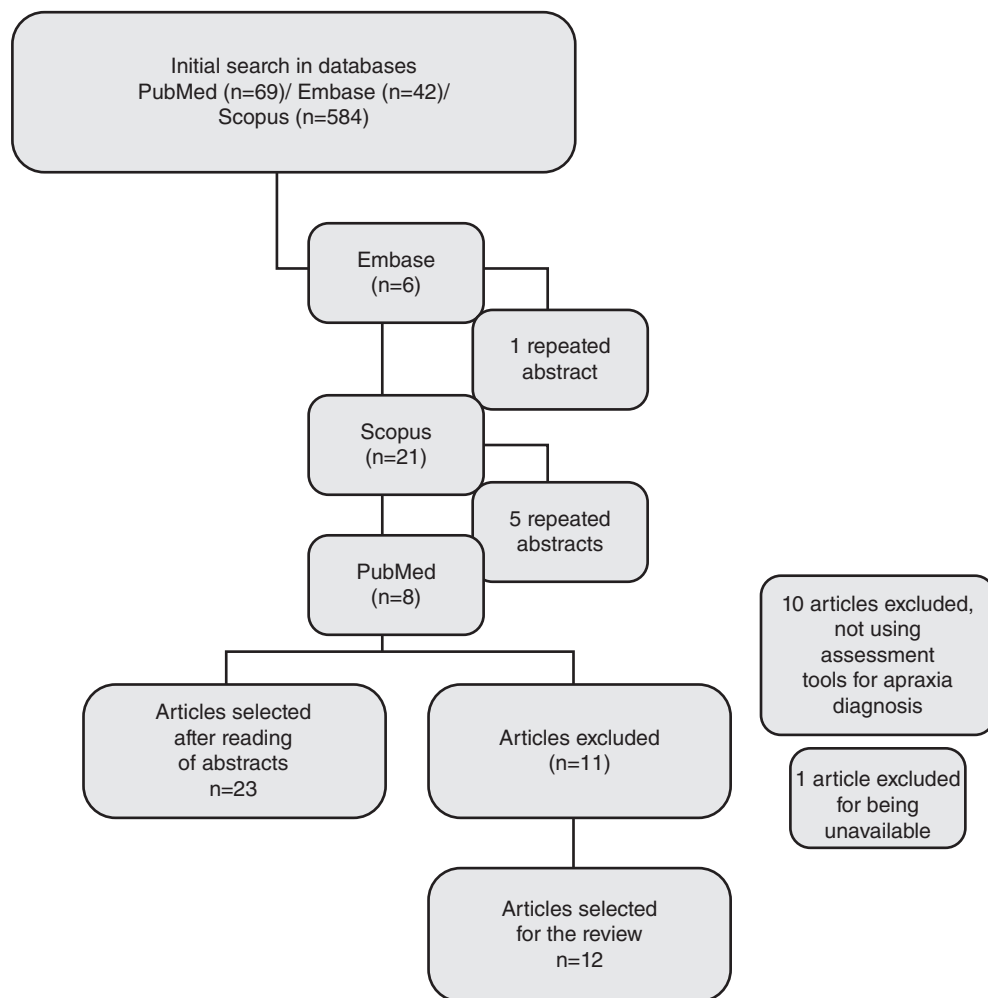 Initial search in databases
PubMed (n=69)/ Embase (n=42)/
Scopus (n=584)
Embase
(n=6)
1 repeated
abstract
Scopus
(n=21)
5 repeated
abstracts
PubMed
(n=8)
10 articles excluded,
not using
assessment
tools for apraxia
diagnosis
Articles selected
after reading
of abstracts
n=23
Articles excluded
(n=11)
1 article excluded
for being
unavailable
Articles selected
for the review
n=12